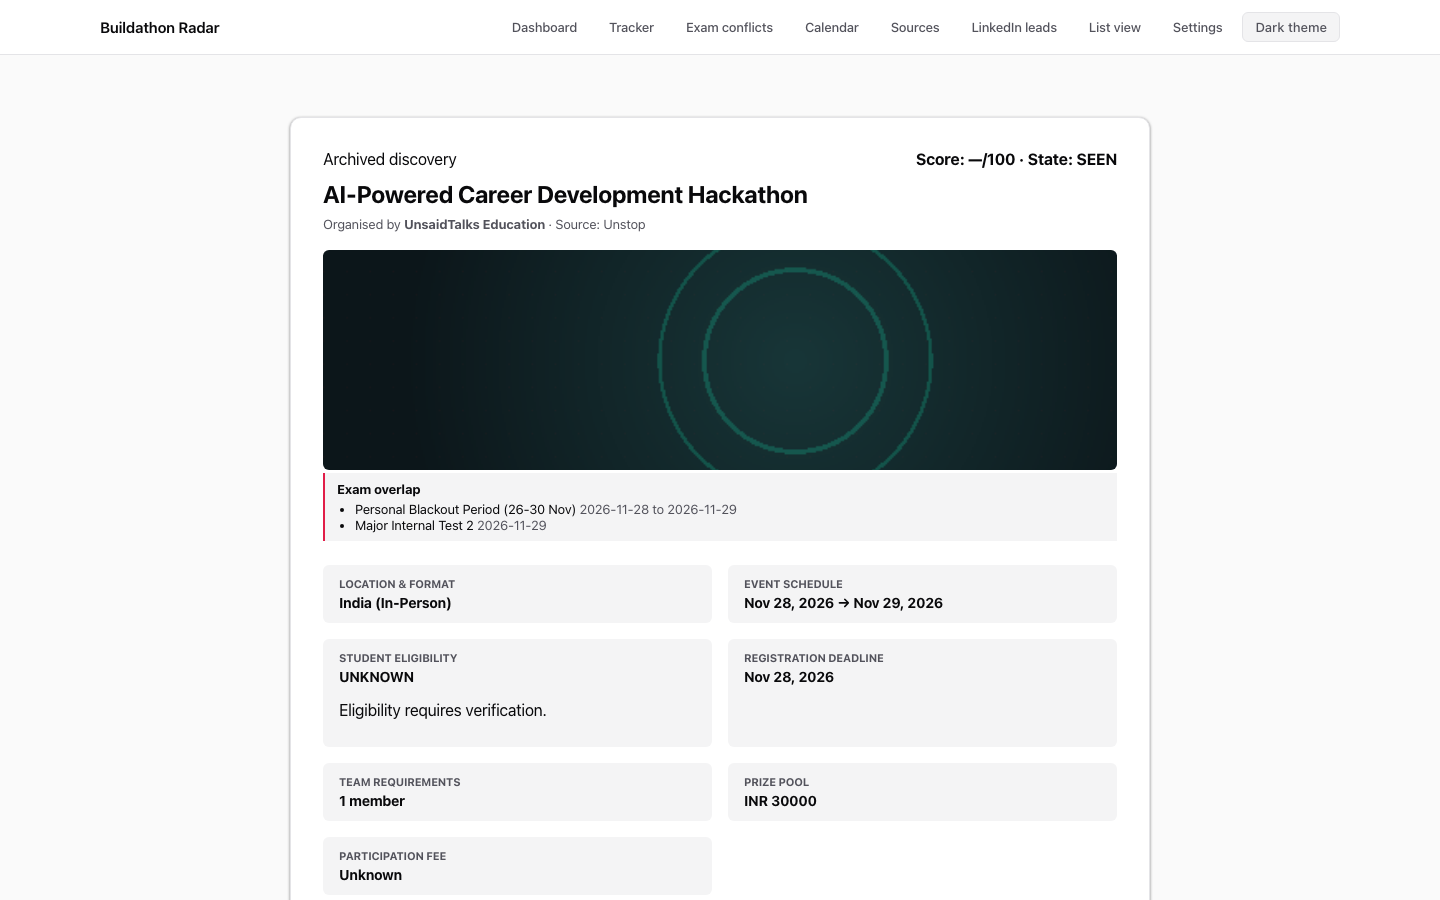 Buildathon Radar
Dashboard
Tracker
Exam conflicts
Calendar
Sources
LinkedIn leads
List view
Settings
Dark theme
Archived discovery
Score: —/100 · State: SEEN
AI-Powered Career Development Hackathon
Organised by UnsaidTalks Education · Source: Unstop
Exam overlap
• Personal Blackout Period (26-30 Nov) 2026-11-28 to 2026-11-29
• Major Internal Test 2 2026-11-29
LOCATION & FORMAT
India (In-Person)
EVENT SCHEDULE
Nov 28, 2026 → Nov 29, 2026
STUDENT ELIGIBILITY
UNKNOWN
Eligibility requires verification.
REGISTRATION DEADLINE
Nov 28, 2026
TEAM REQUIREMENTS
1 member
PRIZE POOL
INR 30000
PARTICIPATION FEE
Unknown